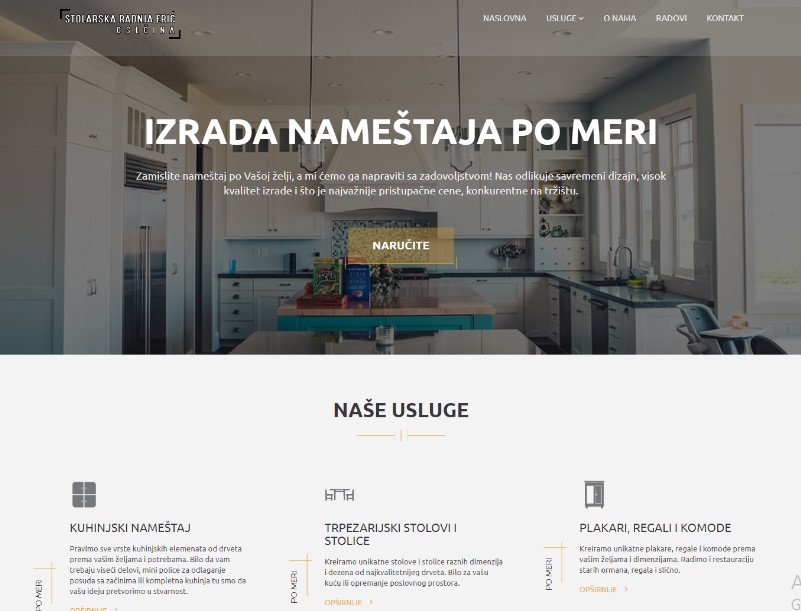 STOLARSKA RADNJA ERIĆ
OSEČINA
NASLOVNA USLUGE O NAMA RADOVI KONTAKT
IZRADA NAMEŠTAJA PO MERI
Zamislite nameštaj po Vašoj želji, a mi ćemo ga napraviti sa zadovoljstvom! Nas odlikuje savremeni dizajn, visok
kvalitet izrade i što je najvažnije pristupačne cene, konkurentne na tržištu.
NARUČITE
NAŠE USLUGE
PO MERI
KUHINJSKI NAMEŠTAJ
Pravimo sve vrste kuhinjskih elemenata od drveta
prema vašim željama i potrebama. Bilo da vam
trebaju viseći delovi, mini police za odlaganje
posuda sa začinima ili kompletna kuhinja tu smo da
vašu ideju pretvorimo u stvarnost.
OPŠIRNIJE
PO MERI
TRPEZARIJSKI STOLOVI I
STOLICE
Kreiramo unikatne stolove i stolice raznih dimenzija
i dezena od najkvalitetnijeg drveta. Bilo za vašu
kuću ili opremanje poslovnog prostora.
OPŠIRNIJE
PO MERI
PLAKARI, REGALI I KOMODE
Kreiramo unikatne plakare, regale i komode prema
vašim željama i dimenzijama. Radimo i restauraciju
starih ormana, regala i slično.
OPŠIRNIJE